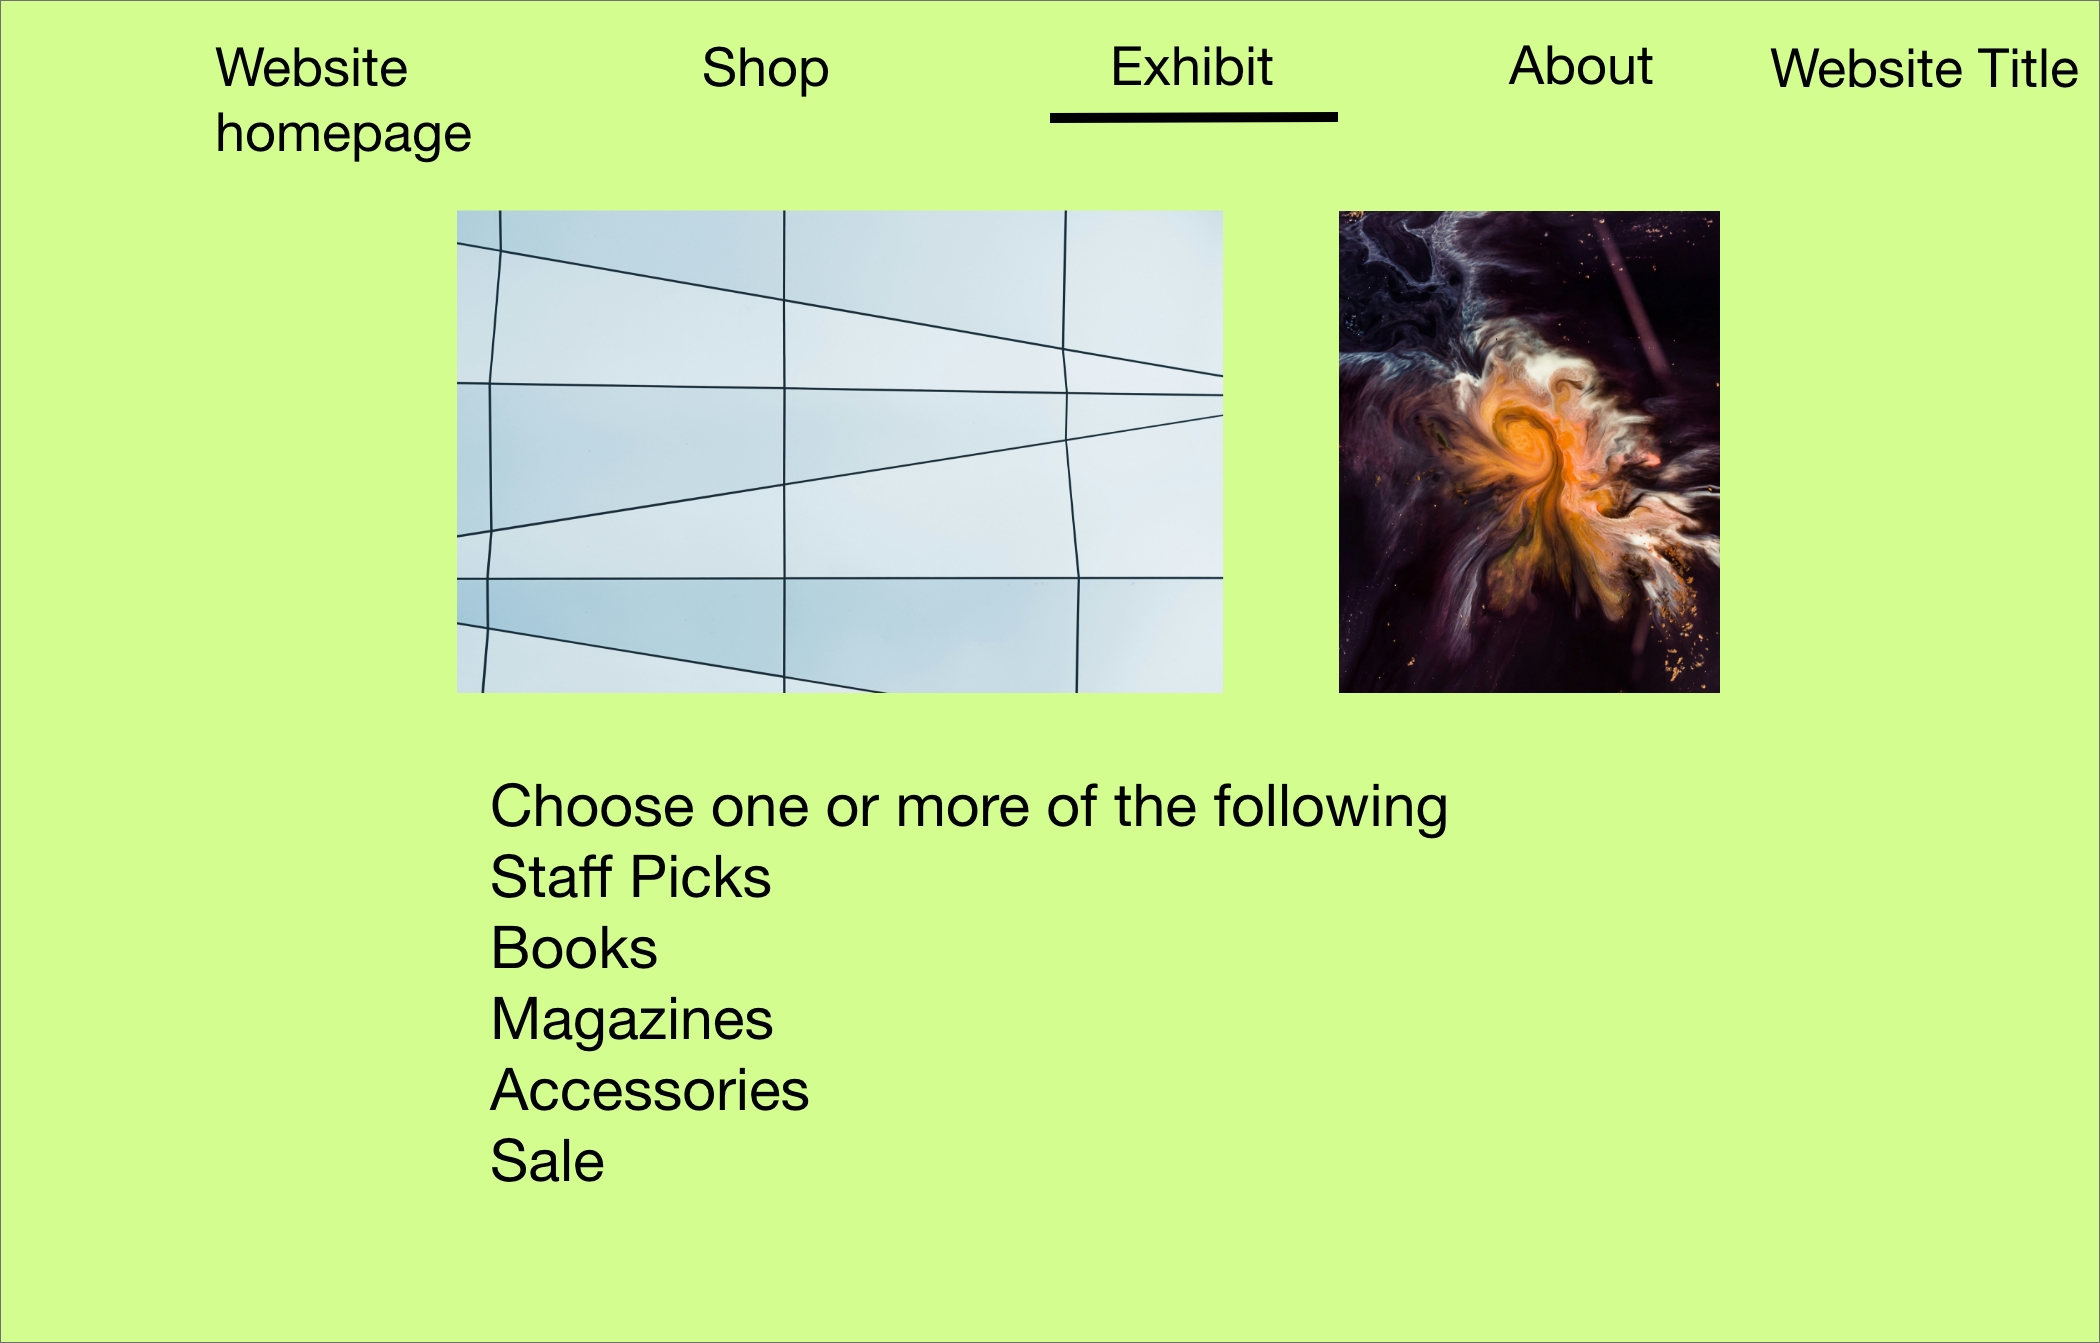 Website
homepage
Shop
Exhibit
About
Website Title
Choose one or more of the following
Staff Picks
Books
Magazines
Accessories
Sale